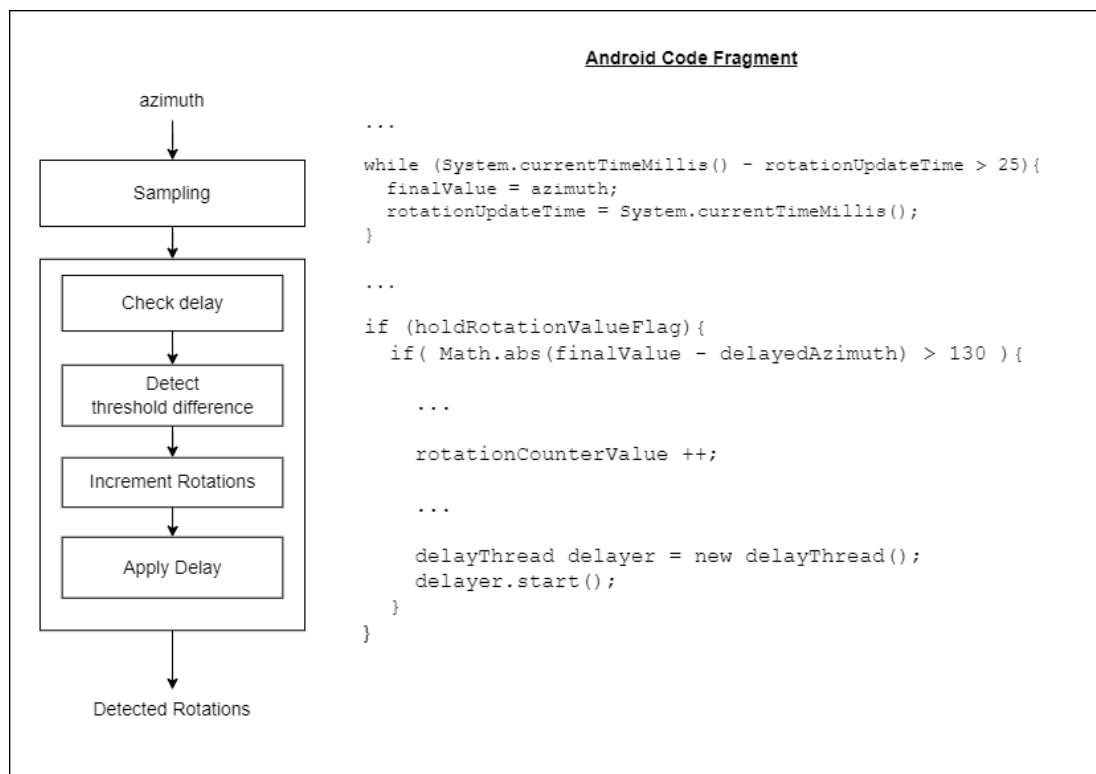 Android Code Fragment
azimuth
Sampling
Check delay
Detect
threshold difference
Increment Rotations
Apply Delay
Detected Rotations
...
while (System.currentTimeMillis() - rotationUpdateTime > 25){
finalValue = azimuth;
rotationUpdateTime = System.currentTimeMillis();
}
...
if (holdRotationValueFlag){
if( Math.abs(finalValue - delayedAzimuth) > 130 ){
...
rotationCounterValue ++;
...
delayThread delayer = new delayThread();
delayer.start();
}
}